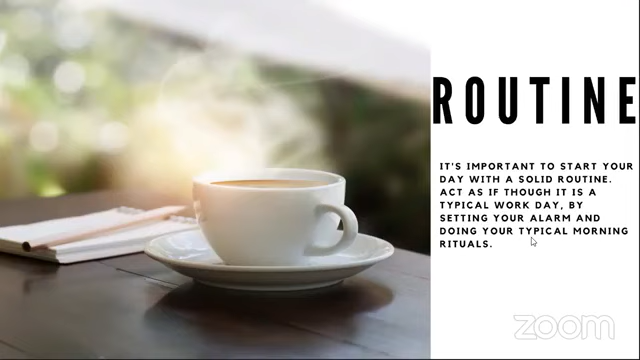 ROUTINE
IT'S IMPORTANT TO START YOUR
DAY WITH A SOLID ROUTINE.
ACT AS IF THOUGH IT IS A
TYPICAL WORK DAY, BY
SETTING YOUR ALARM AND
DOING YOUR TYPICAL MORNING
RITUALS.
zoom